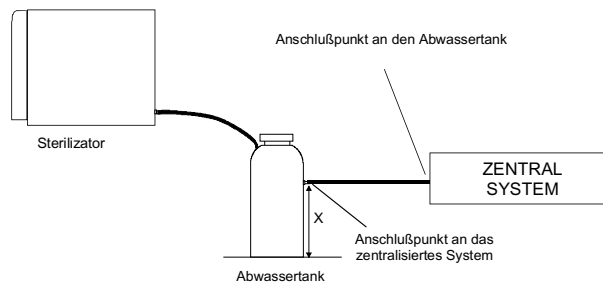 Anschlußpunkt an den Abwassertank
Sterilizator
ZENTRAL
SYSTEM
X
Anschlußpunkt an das
zentralisiertes System
Abwassertank